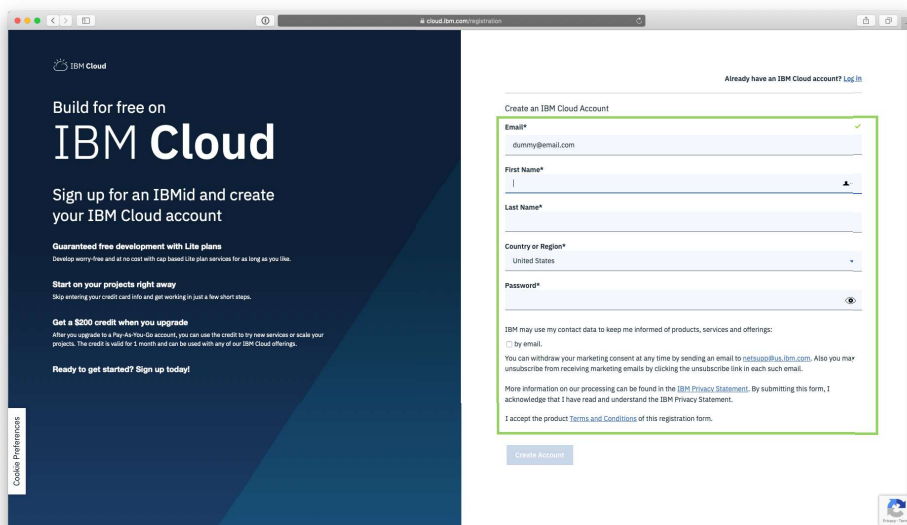 cloud.ibm.com/registration
IBM Cloud
Build for free on
IBM Cloud
Sign up for an IBMid and create
your IBM Cloud account
Guaranteed free development with Lite plans
Develop worry-free and at no cost with cap based Lite plan services for as long as you like.
Start on your projects right away
Skip entering your credit card info and get working in just a few short steps.
Get a $200 credit when you upgrade
After you upgrade to a Pay-As-You-Go account, you can use the credit to try new services or scale your
projects. The credit is valid for 1 month and can be used with any of our IBM Cloud offerings.
Ready to get started? Sign up today!
Cookie Preferences
Already have an IBM Cloud account? Log in
Create an IBM Cloud Account
Email*
dummy@email.com
First Name*
Last Name*
Country or Region*
United States
Password*
IBM may use my contact data to keep me informed of products, services and offerings:
by email.
You can withdraw your marketing consent at any time by sending an email to netsupp@us.ibm.com. Also you may
unsubscribe from receiving marketing emails by clicking the unsubscribe link in each such email.
More information on our processing can be found in the IBM Privacy Statement. By submitting this form, I
acknowledge that I have read and understand the IBM Privacy Statement.
I accept the product Terms and Conditions of this registration form.
Create Account
Privacy